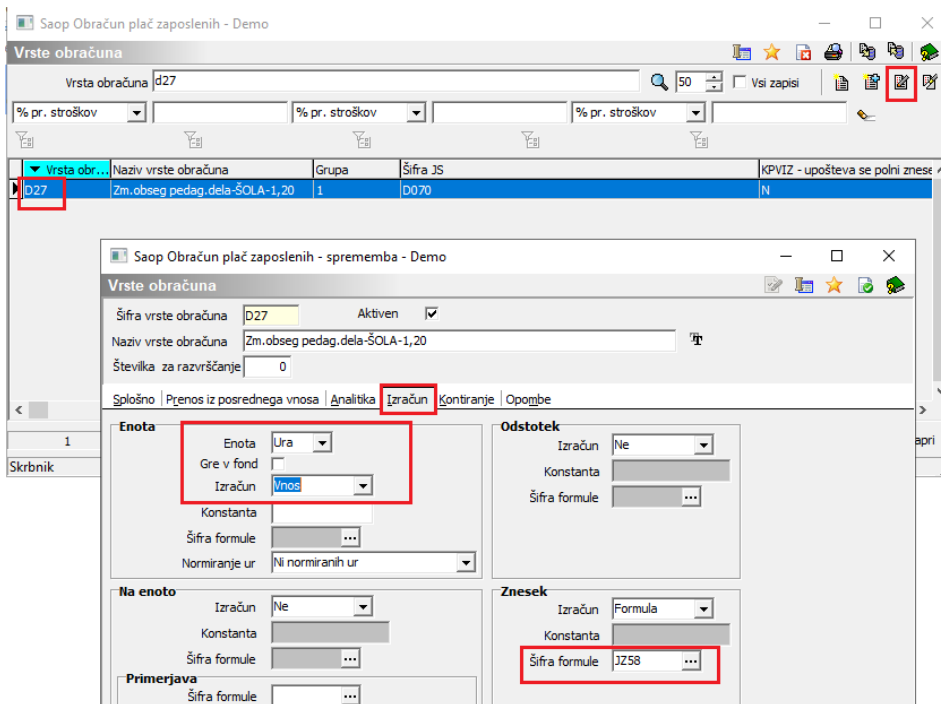 Saop Obračun plač zaposlenih - Demo
Vrste obračuna
Vrsta obračuna d27 50 Vsi zapisi
% pr. stroškov % pr. stroškov % pr. stroškov
Vrsta obr... Naziv vrste obračuna Grupa Šifra JS KPVIZ - upošteva se polni znese
D27 Zm.obseg pedag.dela-ŠOLA-1,20 1 D070 N
Saop Obračun plač zaposlenih - sprememba - Demo
Vrste obračuna
Šifra vrste obračuna D27 Aktiven
Naziv vrste obračuna Zm.obseg pedag.dela-ŠOLA-1,20
Številka za razvrščanje 0
Splošno Prenos iz posrednega vnosa Analitika Izračun Kontiranje Opombe
Enota Odstotek
Enota Ura Izračun Ne
Gre v fond Konstanta
Izračun Vnos Šifra formule ...
Konstanta
Šifra formule ...
Normiranje ur Ni normiranih ur
Na enoto Znesek
Izračun Ne Izračun Formula
Konstanta Konstanta
Šifra formule ... Šifra formule JZ58 ...
Primerjava
Šifra formule ...
1 apri
Skrbnik